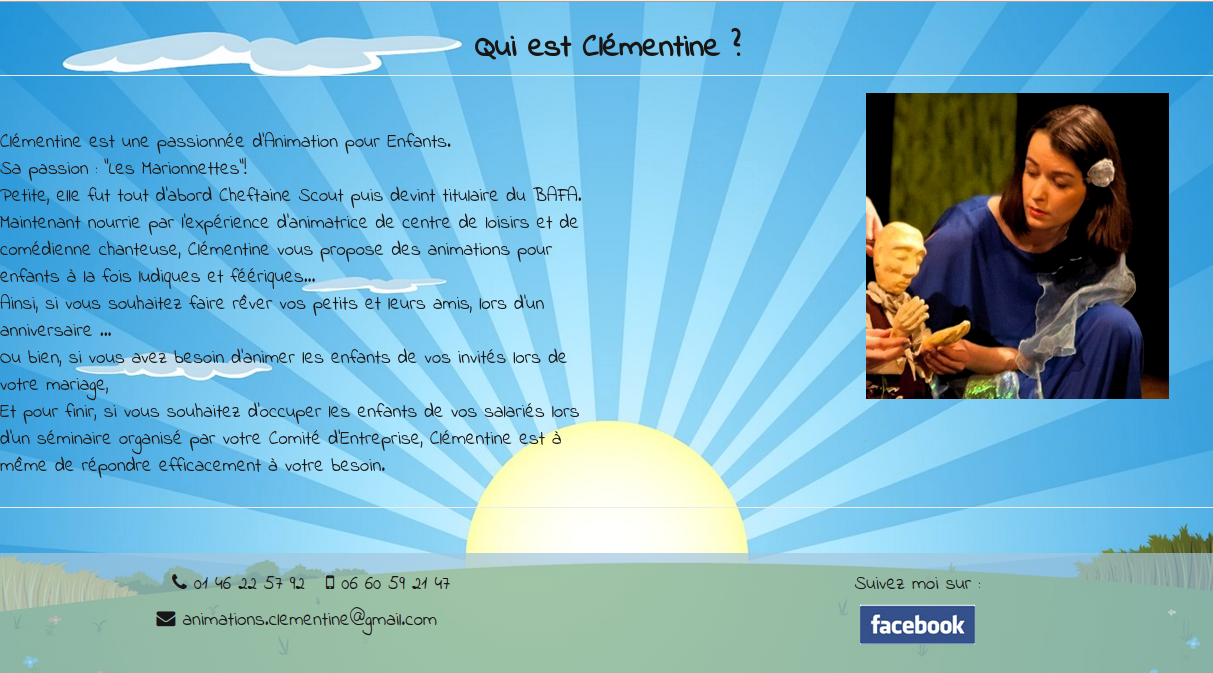 Qui est Clémentine ?
Clémentine est une passionnée d'Animation pour Enfants.
Sa passion : "Les Marionnettes"!
Petite, elle fut tout d'abord Cheftaine Scout puis devint titulaire du BAFA.
Maintenant nourrie par l'expérience d'animatrice de centre de loisirs et de
comédienne chanteuse, Clémentine vous propose des animations pour
enfants à la fois ludiques et féériques...
Ainsi, si vous souhaitez faire rêver vos petits et leurs amis, lors d'un
anniversaire ...
Ou bien, si vous avez besoin d'animer les enfants de vos invités lors de
votre mariage,
Et pour finir, si vous souhaitez d'occuper les enfants de vos salariés lors
d'un séminaire organisé par votre Comité d'Entreprise, Clémentine est à
même de répondre efficacement à votre besoin.
01 46 22 57 92 06 60 59 21 47
animations.clementine@gmail.com
Suivez moi sur :
facebook